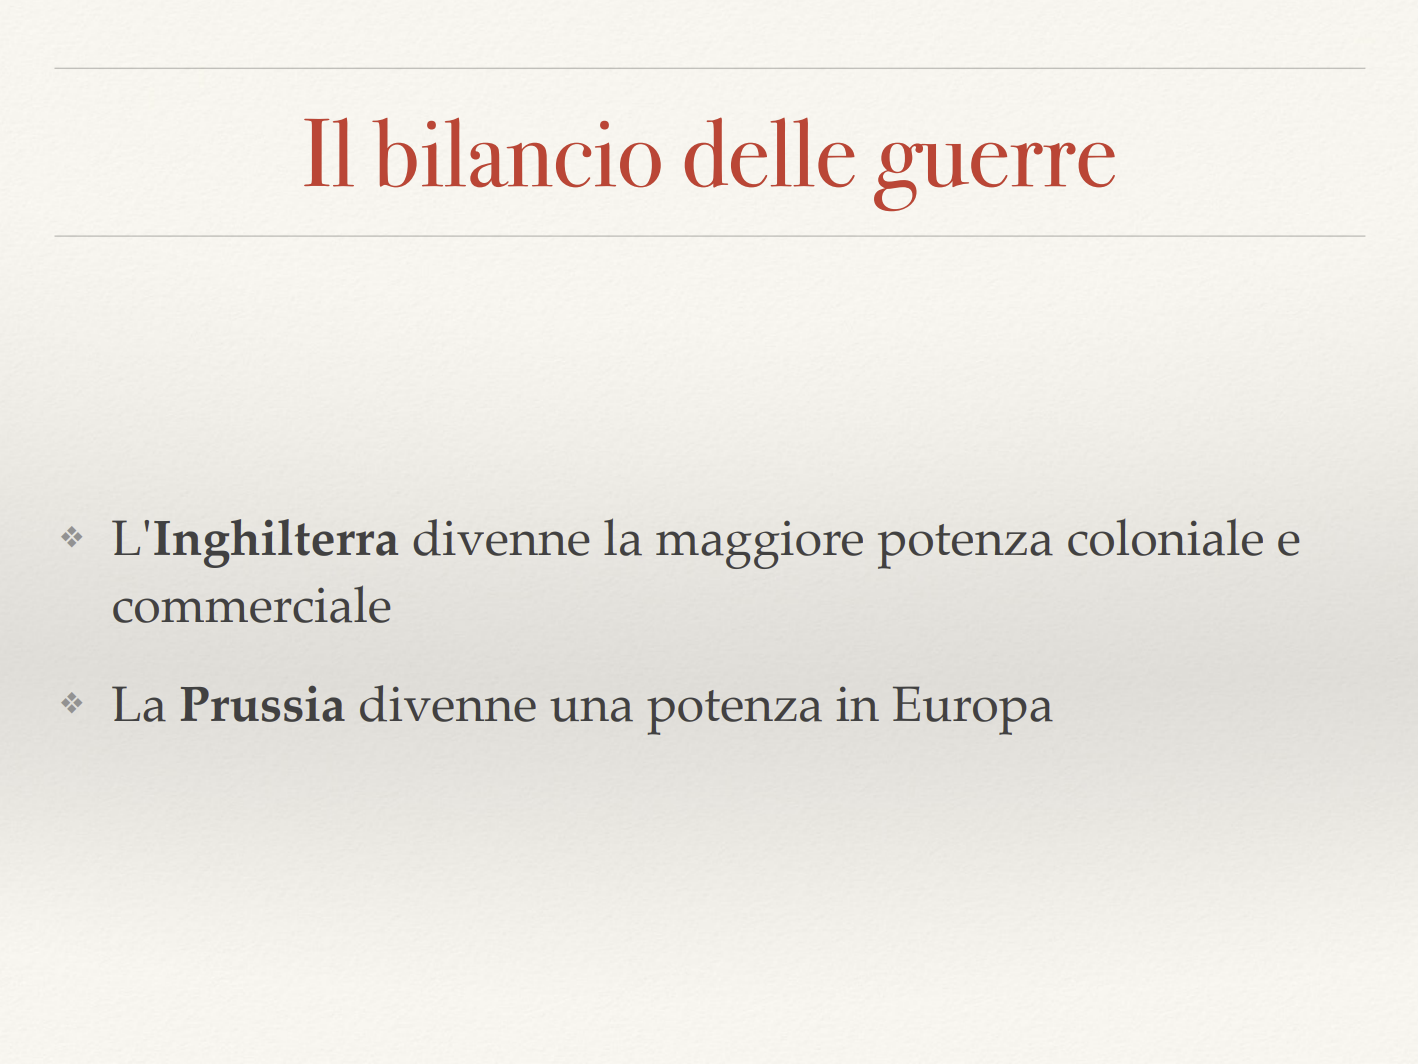 Il bilancio delle guerre
❖ L'Inghilterra divenne la maggiore potenza coloniale e
commerciale
❖ La Prussia divenne una potenza in Europa